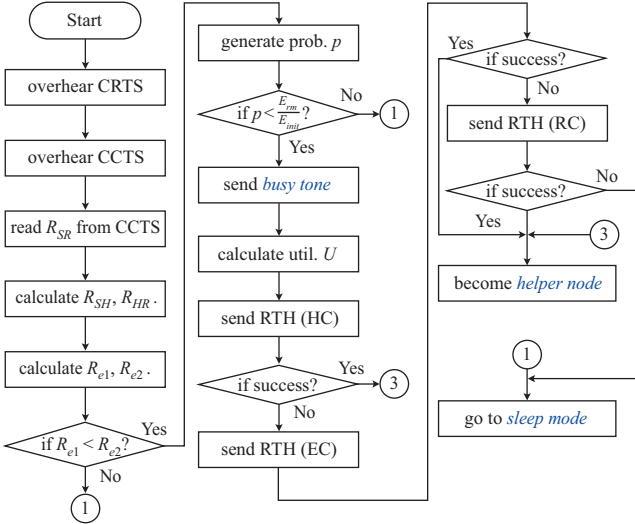 Start
overhear CRTS
overhear CCTS
read R_SR from CCTS
calculate R_SH, R_HR.
calculate R_e1, R_e2.
if R_e1 < R_e2?
Yes
No
1
generate prob. p
if p < E_rm/E_init?
No
1
Yes
send busy tone
calculate util. U
send RTH (HC)
if success?
Yes
3
No
send RTH (EC)
Yes
if success?
No
send RTH (RC)
if success?
No
Yes
3
become helper node
1
go to sleep mode